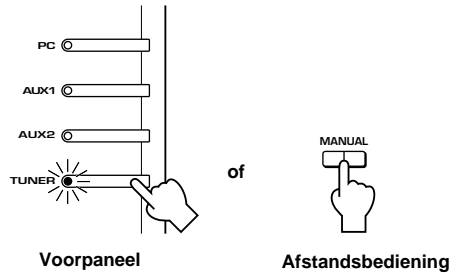 PC
AUX1
AUX2
TUNER
of
MANUAL
Voorpaneel
Afstandsbediening